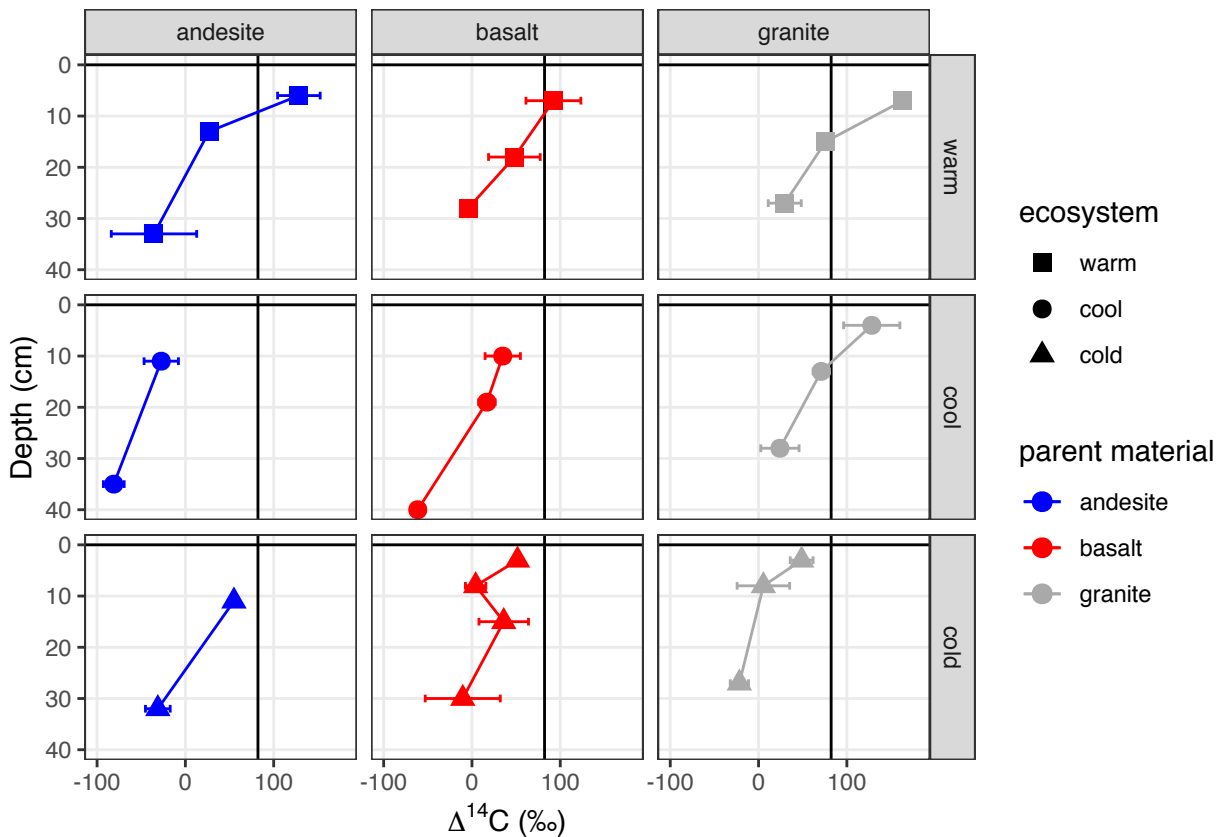 andesite basalt granite
0
10
20
30
40
warm
0
10
20
30
40
cool
0
10
20
30
40
cold
Depth (cm)
-100 0 100 -100 0 100 -100 0 100
Δ¹⁴C (‰)
ecosystem
warm
cool
cold
parent material
andesite
basalt
granite